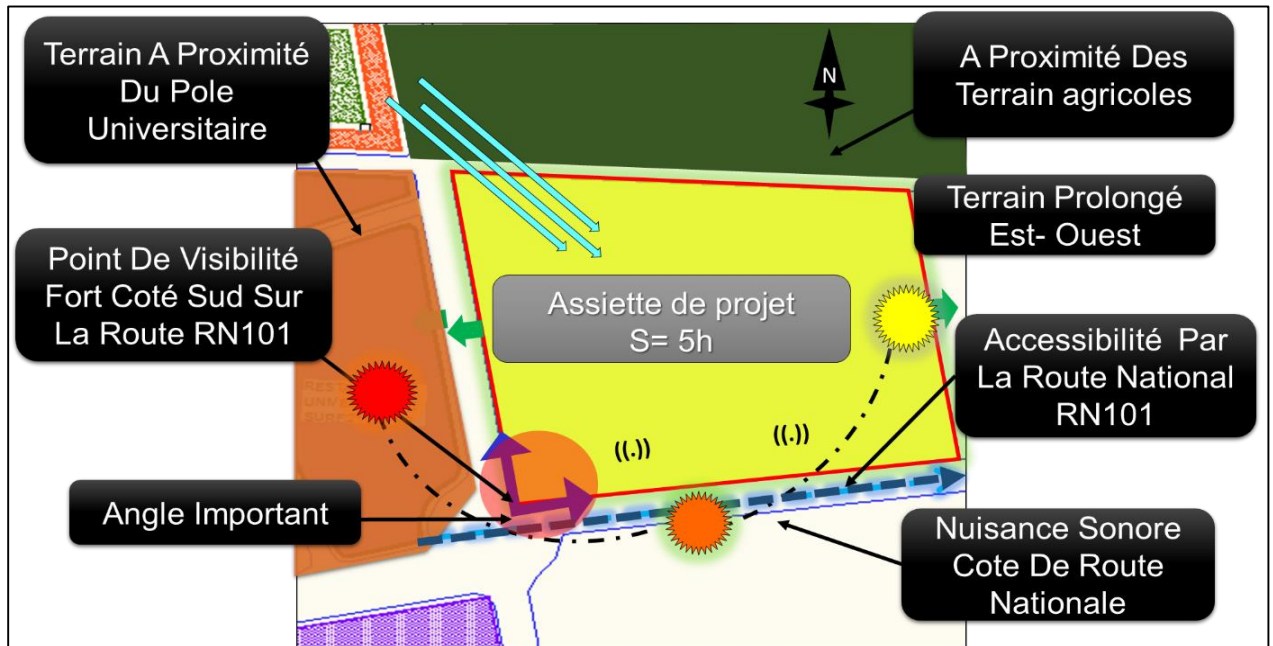 Terrain A Proximité
Du Pole
Universitaire
N
A Proximité Des
Terrain agricoles
Terrain Prolongé
Est- Ouest
Point De Visibilité
Fort Coté Sud Sur
La Route RN101
Assiette de projet
S= 5h
Accessibilité Par
La Route National
RN101
((.))
((.))
Angle Important
Nuisance Sonore
Cote De Route
Nationale